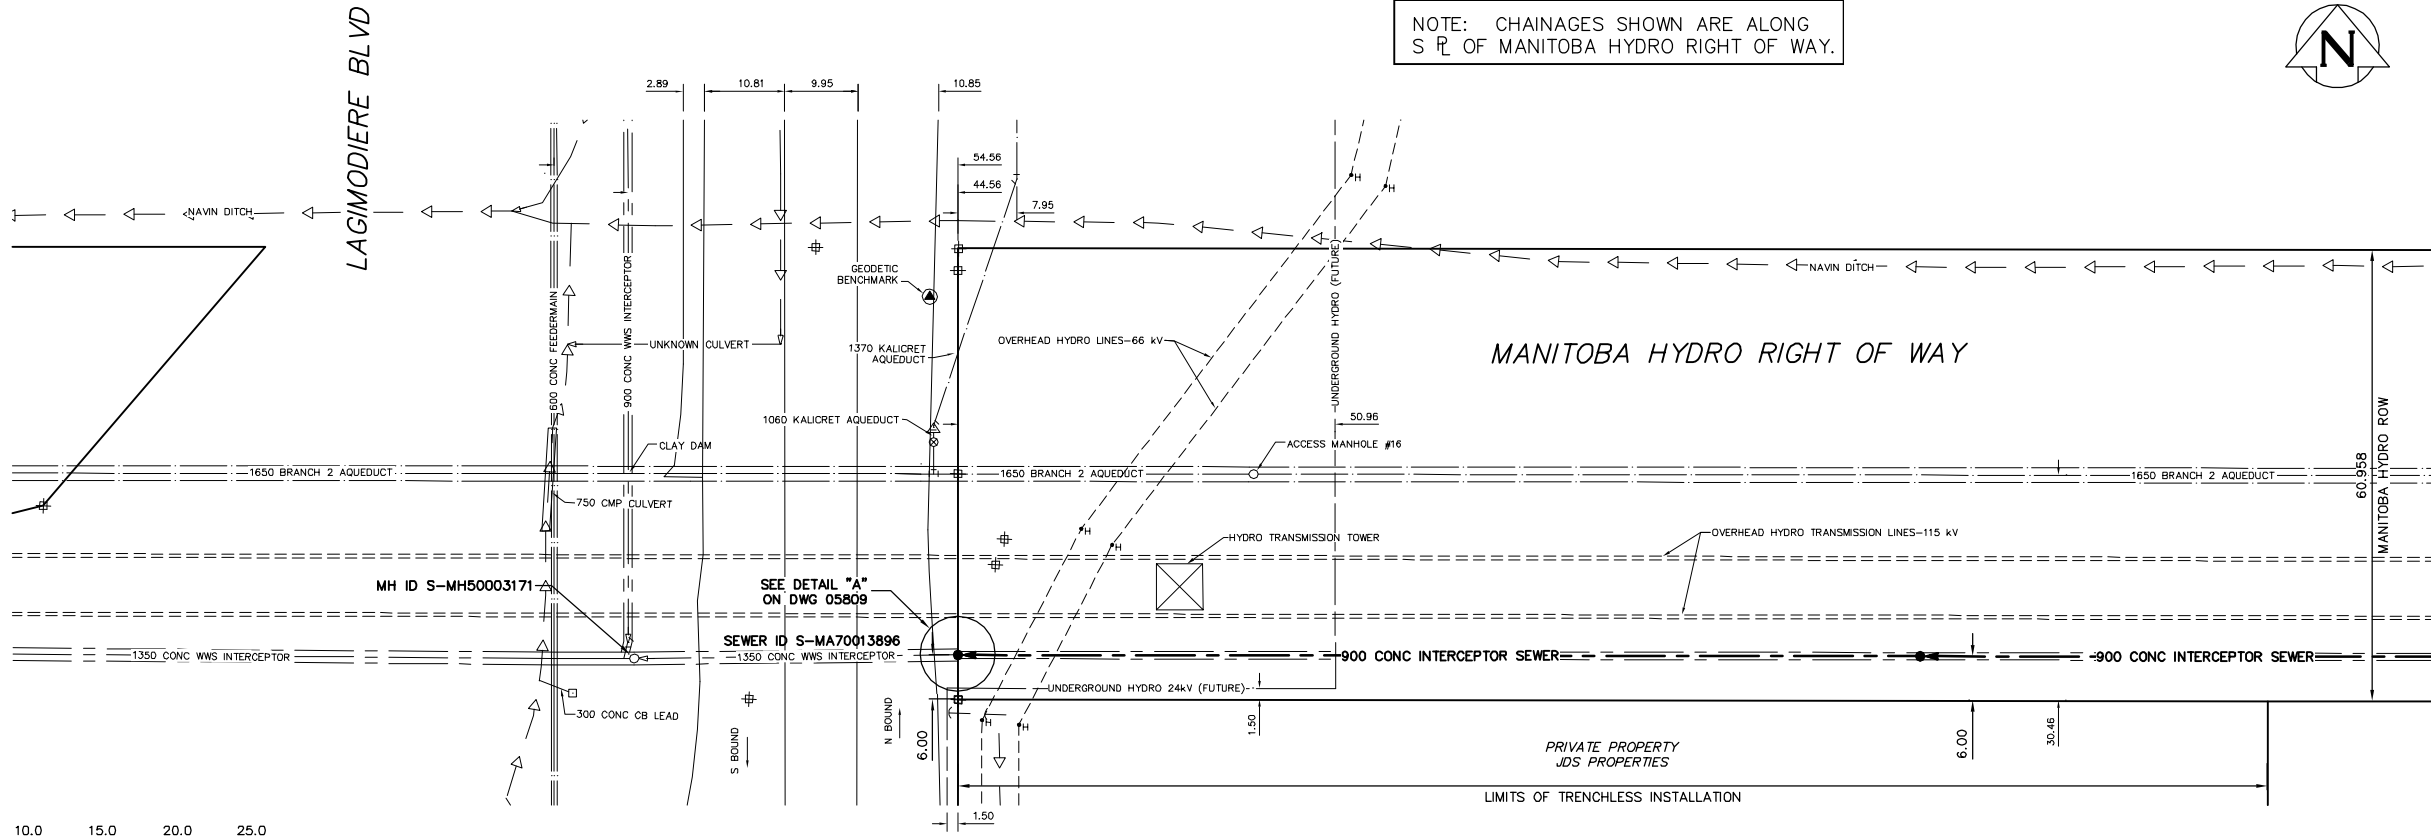 NOTE: CHAINAGES SHOWN ARE ALONG
S ℄ OF MANITOBA HYDRO RIGHT OF WAY.
N
LAGIMODIERE BLVD
2.89
10.81
9.95
10.85
54.56
44.56
7.95
NAVIN DITCH
GEODETIC
BENCHMARK
NAVIN DITCH
600 CONC FEEDERMAIN
900 CONC WWS INTERCEPTOR
UNKNOWN CULVERT
1370 KALICRET
AQUEDUCT
OVERHEAD HYDRO LINES-66 kV
UNDERGROUND HYDRO (FUTURE)
MANITOBA HYDRO RIGHT OF WAY
H
H
1060 KALICRET AQUEDUCT
50.96
CLAY DAM
ACCESS MANHOLE #16
1650 BRANCH 2 AQUEDUCT
1650 BRANCH 2 AQUEDUCT
1650 BRANCH 2 AQUEDUCT
60.958
MANITOBA HYDRO ROW
750 CMP CULVERT
H
H
HYDRO TRANSMISSION TOWER
OVERHEAD HYDRO TRANSMISSION LINES-115 kV
MH ID S-MH50003171
SEE DETAIL "A"
ON DWG 05809
SEWER ID S-MA70013896
1350 CONC WWS INTERCEPTOR
1350 CONC WWS INTERCEPTOR
900 CONC INTERCEPTOR SEWER
900 CONC INTERCEPTOR SEWER
UNDERGROUND HYDRO 24kV (FUTURE)
300 CONC CB LEAD
S BOUND
N BOUND
6.00
H
H
1.50
6.00
30.46
PRIVATE PROPERTY
JDS PROPERTIES
LIMITS OF TRENCHLESS INSTALLATION
1.50
10.0 15.0 20.0 25.0